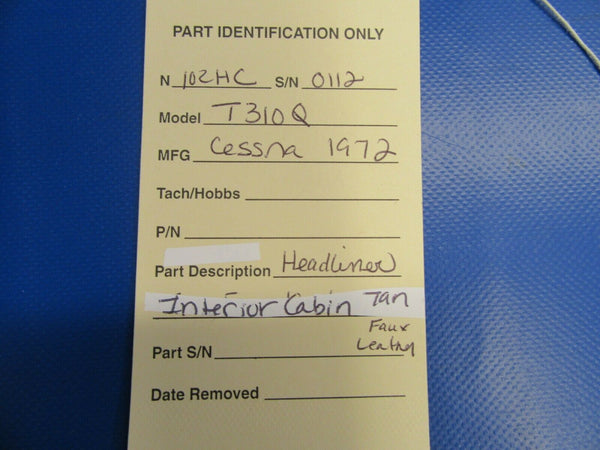 PART IDENTIFICATION ONLY
N 102HC S/N 0112
Model T310Q
MFG Cessna 1972
Tach/Hobbs
P/N
Part Description Headliner
Interior Cabin Tan
Faux
Part S/N
Date Removed